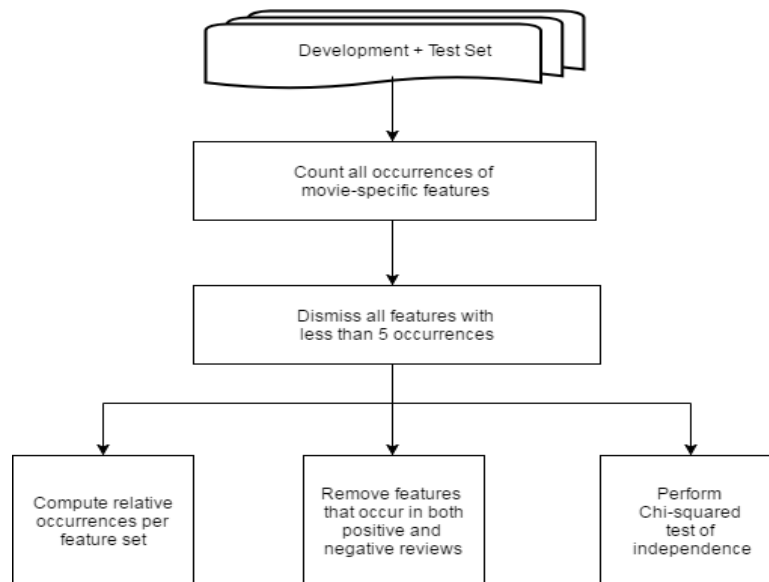 Development + Test Set
Count all occurrences of
movie-specific features
Dismiss all features with
less than 5 occurrences
Compute relative
occurrences per
feature set
Remove features
that occur in both
positive and
negative reviews
Perform
Chi-squared
test of
independence